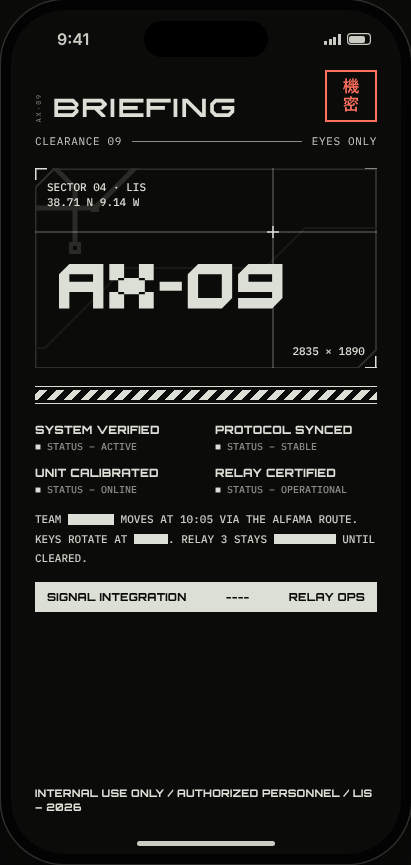 9:41
AX-09
BRIEFING
機密
CLEARANCE 09 EYES ONLY
SECTOR 04 · LIS
38.71 N 9.14 W
AX-09
2835 × 1890
SYSTEM VERIFIED
STATUS – ACTIVE
PROTOCOL SYNCED
STATUS – STABLE
UNIT CALIBRATED
STATUS – ONLINE
RELAY CERTIFIED
STATUS – OPERATIONAL
TEAM MOVES AT 10:05 VIA THE ALFAMA ROUTE.
KEYS ROTATE AT . RELAY 3 STAYS UNTIL
CLEARED.
SIGNAL INTEGRATION ---- RELAY OPS
INTERNAL USE ONLY / AUTHORIZED PERSONNEL / LIS
– 2026